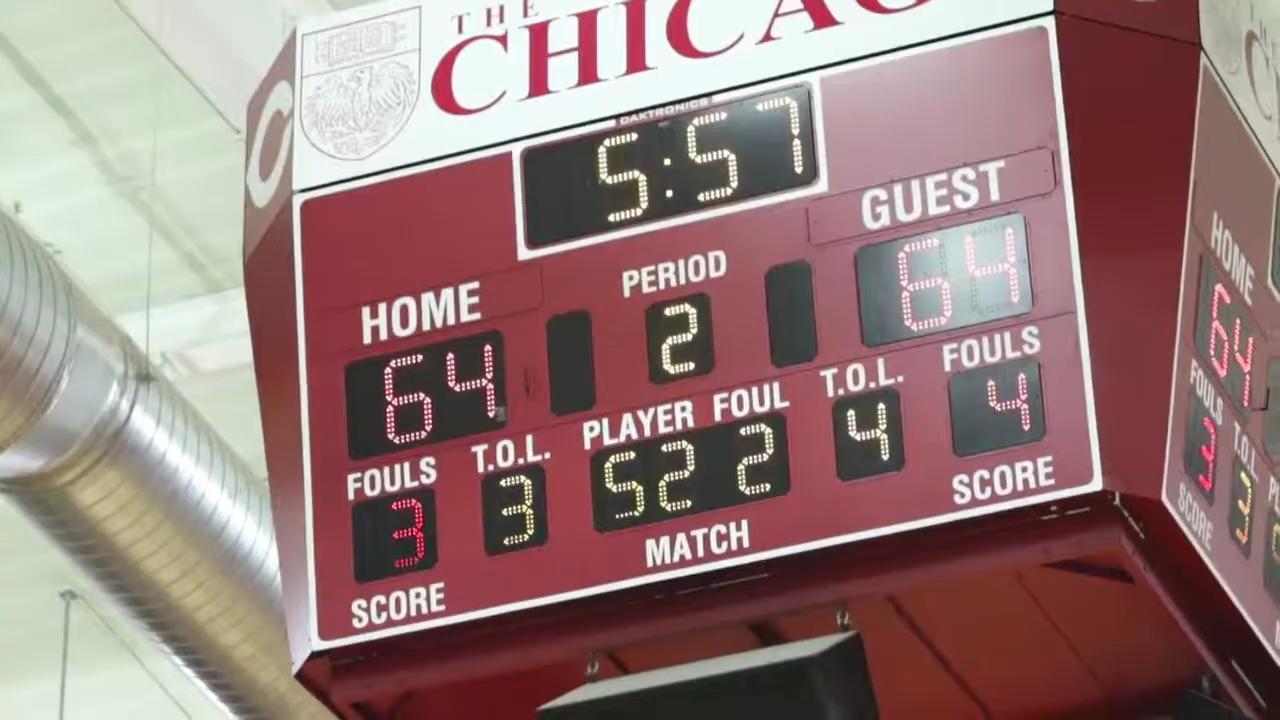 THE
CHICAG
DAKTRONICS
5:57
GUEST
PERIOD
HOME
64
2
64
FOULS
T.O.L.
PLAYER FOUL
T.O.L.
FOULS
3
3
52 2
4
4
SCORE
MATCH
SCORE
C
HOME
64
FOULS
T.O.L.
3
3
SCORE